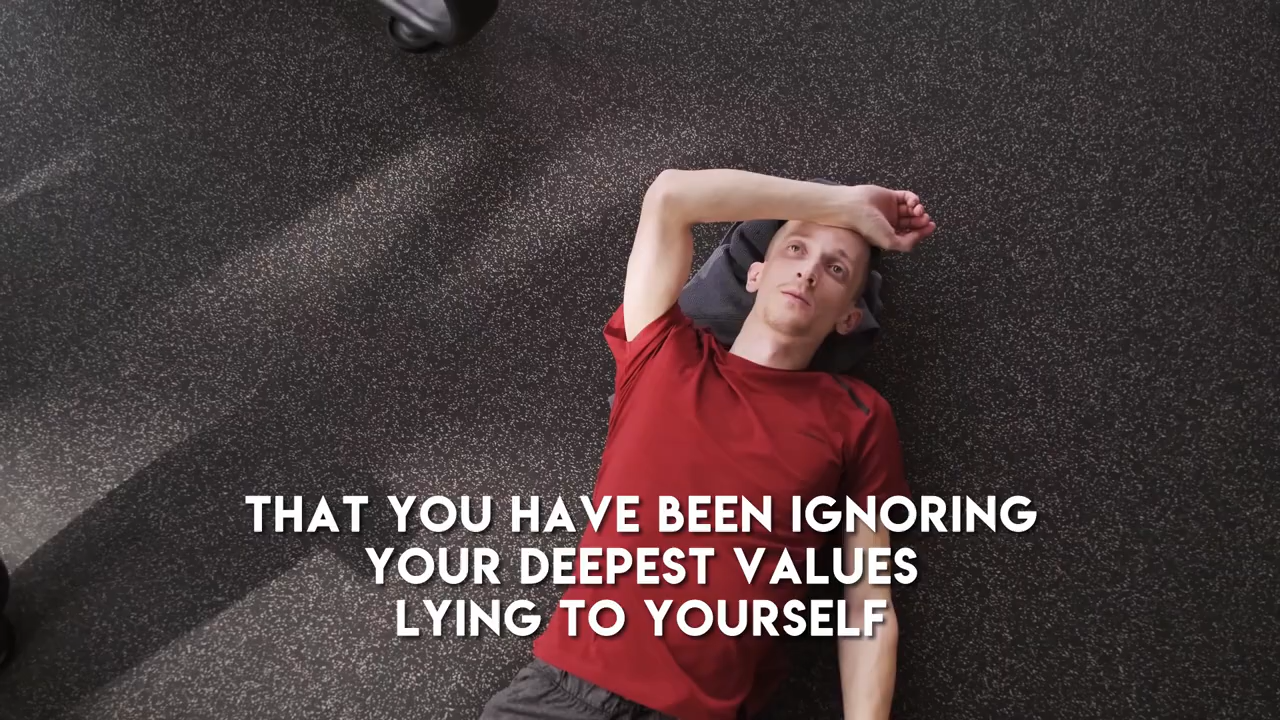 THAT YOU HAVE BEEN IGNORING
YOUR DEEPEST VALUES
LYING TO YOURSELF